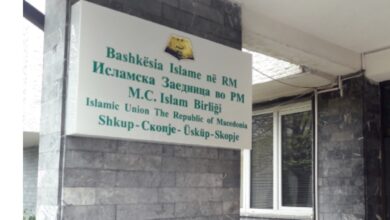 Bashkësia Islame në RM
Исламска Заедница во РМ
M.C. Islam Birliği
Islamic Union The Republic of Macedonia
Shkup-Скопје-Üsküp-Skopje